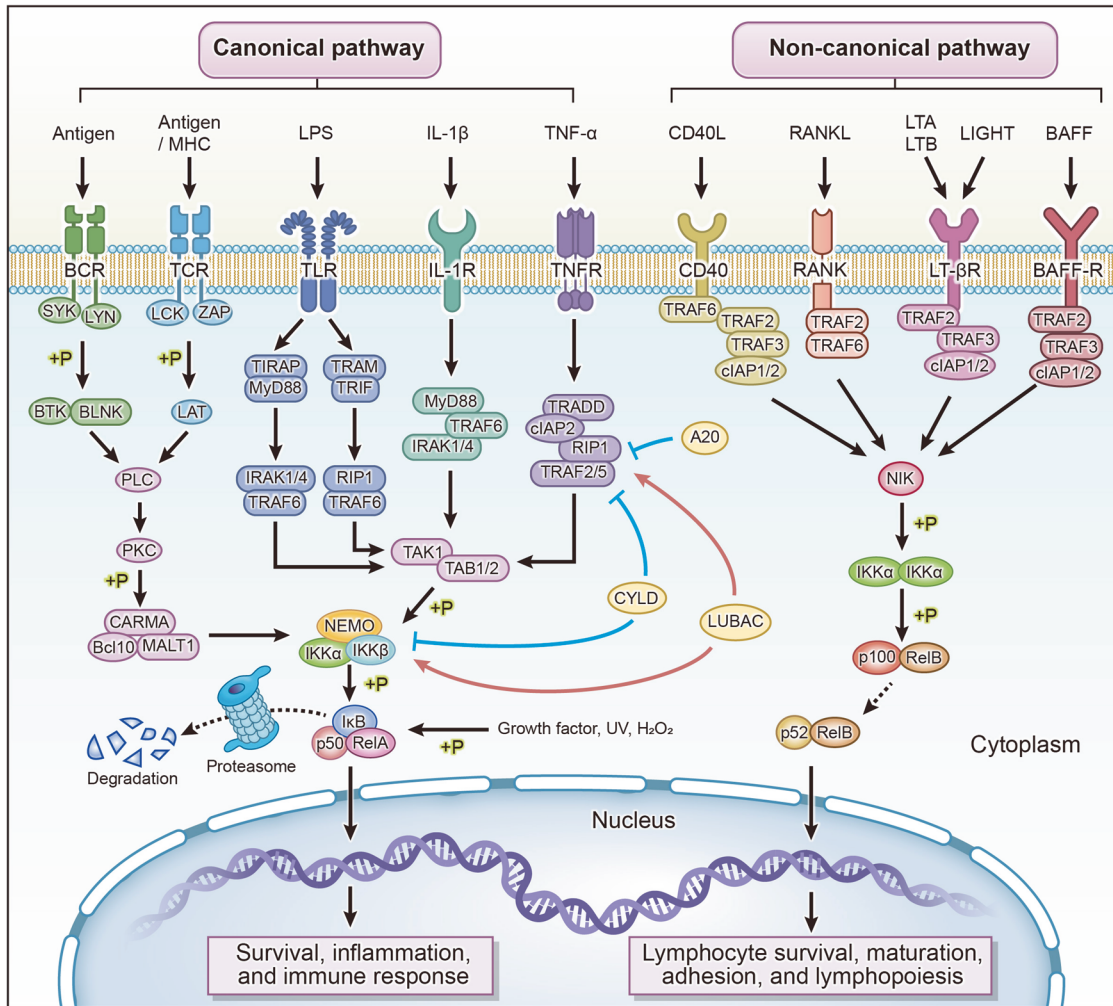 Canonical pathway
Non-canonical pathway
Antigen
Antigen
/ MHC
LPS
IL-1β
TNF-α
CD40L
RANKL
LTA
LTB
LIGHT
BAFF
BCR
TCR
TLR
IL-1R
TNFR
CD40
RANK
LT-βR
BAFF-R
SYK
LYN
LCK
ZAP
TRAF6
TRAF2
TRAF3
cIAP1/2
TRAF2
TRAF6
TRAF2
TRAF3
cIAP1/2
TRAF2
TRAF3
cIAP1/2
+P
+P
TIRAP
MyD88
TRAM
TRIF
BTK
BLNK
LAT
MyD88
TRAF6
IRAK1/4
TRADD
cIAP2
RIP1
TRAF2/5
A20
PLC
IRAK1/4
TRAF6
RIP1
TRAF6
NIK
PKC
TAK1
TAB1/2
+P
+P
+P
IKKα
IKKα
CYLD
LUBAC
+P
CARMA
Bcl10
MALT1
NEMO
IKKα
IKKβ
p100
RelB
+P
IκB
p50
RelA
Growth factor, UV, H₂O₂
+P
p52
RelB
Degradation
Proteasome
Cytoplasm
Nucleus
Survival, inflammation,
and immune response
Lymphocyte survival, maturation,
adhesion, and lymphopoiesis